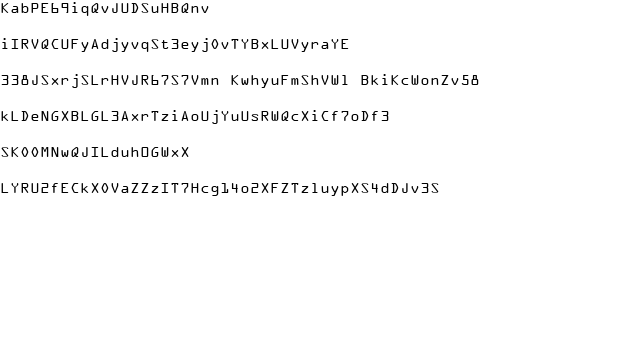 KabPE69iqQvJUDSuHBQnv
iIRVQCUFyAdjyvqSt3eyj0vTYBxLUVyraYE
338JSxrjSLrHVJR67S7Vmn KwhyuFmShVWl BkiKcWonZv58
kLDeNGXBLGL3AxrTziAoUjYuUsRWQcXiCf7oDf3
SK00MNwQJILduhOGWxX
LYRU2fECkX0VaZZzIT7Hcg14o2XFZTzluypXS4dDJv3S